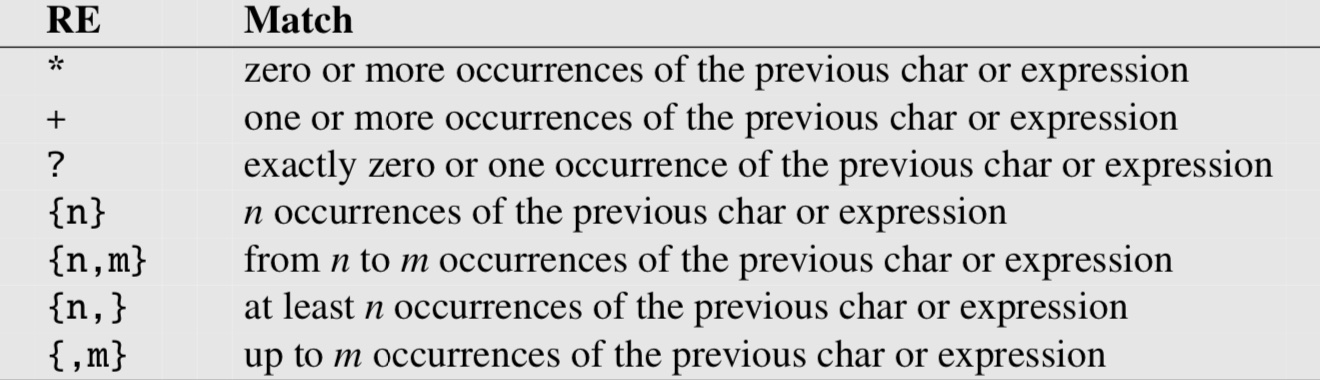 RE Match
* zero or more occurrences of the previous char or expression
+ one or more occurrences of the previous char or expression
? exactly zero or one occurrence of the previous char or expression
{n} n occurrences of the previous char or expression
{n,m} from n to m occurrences of the previous char or expression
{n,} at least n occurrences of the previous char or expression
{,m} up to m occurrences of the previous char or expression